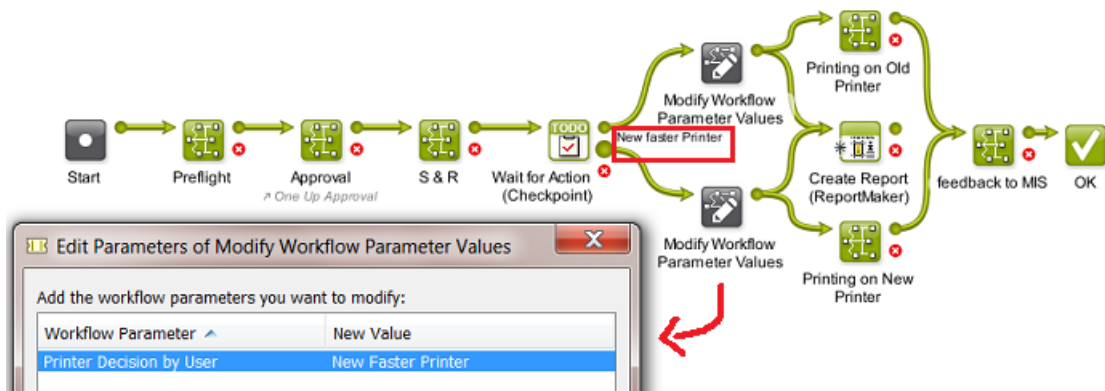 Printing on Old
Printer
Modify Workflow
Parameter Values
TODO
New faster Printer
Start
Preflight
Approval
One Up Approval
S & R
Wait for Action
(Checkpoint)
Create Report
(ReportMaker)
feedback to MIS
OK
Modify Workflow
Parameter Values
Printing on New
Printer
Edit Parameters of Modify Workflow Parameter Values
Add the workflow parameters you want to modify:
Workflow Parameter
New Value
Printer Decision by User
New Faster Printer